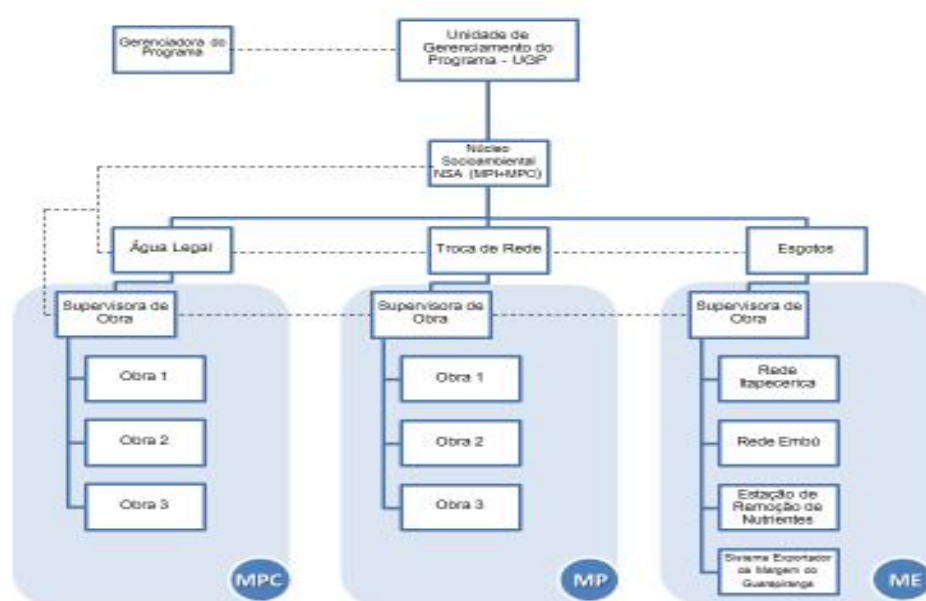 Gerenciadora do
Programa
Unidade de
Gerenciamento do
Programa - UGP
Núcleo
Socioambiental
NSA (MPI+MPC)
Água Legal
Troca de Rede
Esgotos
Supervisora de
Obra
Obra 1
Obra 2
Obra 3
MPC
Supervisora de
Obra
Obra 1
Obra 2
Obra 3
MP
Supervisora de
Obra
Rede
Itapecerica
Rede Embú
Estação de
Remoção de
Nutrientes
Sistema Exportador
da Margem do
Guarapiranga
ME